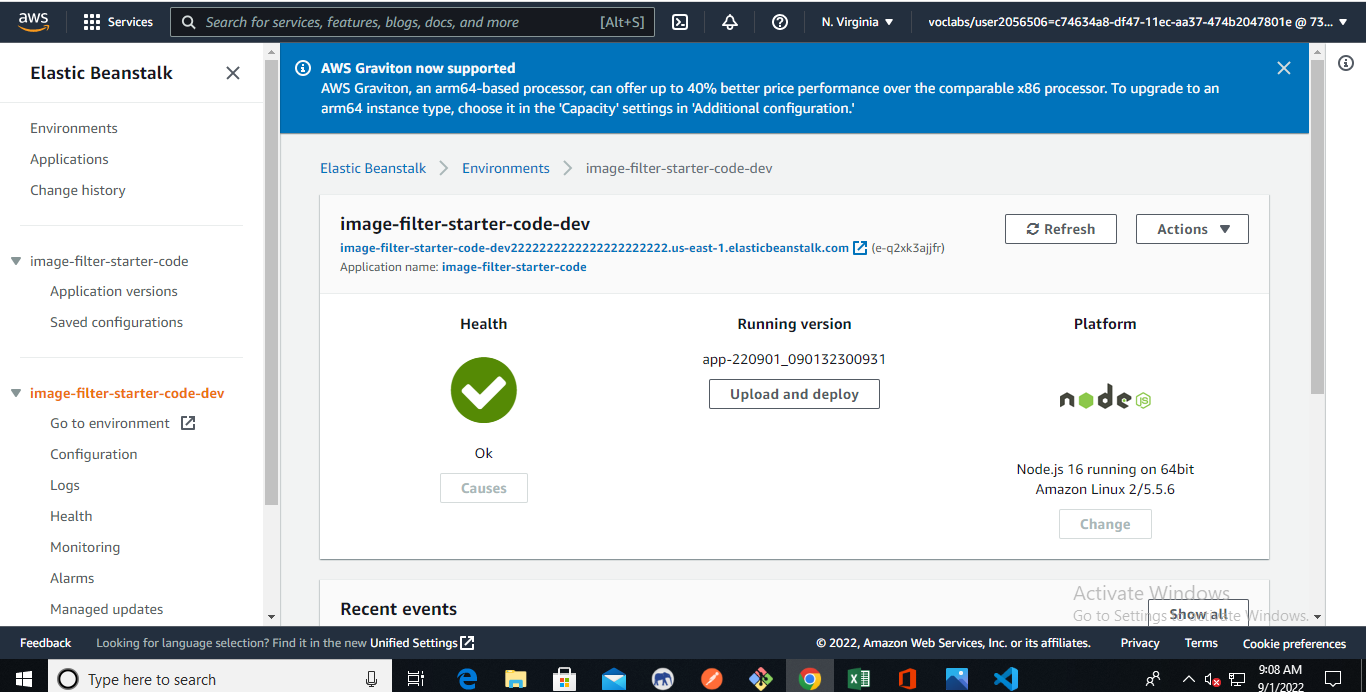 aws
Services
Search for services, features, blogs, docs, and more
[Alt+S]
N. Virginia
voclabs/user2056506=c74634a8-df47-11ec-aa37-474b2047801e @ 73...
Elastic Beanstalk
Environments
Applications
Change history
image-filter-starter-code
Application versions
Saved configurations
image-filter-starter-code-dev
Go to environment
Configuration
Logs
Health
Monitoring
Alarms
Managed updates
AWS Graviton now supported
AWS Graviton, an arm64-based processor, can offer up to 40% better price performance over the comparable x86 processor. To upgrade to an
arm64 instance type, choose it in the 'Capacity' settings in 'Additional configuration.'
Elastic Beanstalk
Environments
image-filter-starter-code-dev
image-filter-starter-code-dev
image-filter-starter-code-dev2222222222222222222222.us-east-1.elasticbeanstalk.com (e-q2xk3ajjfr)
Application name: image-filter-starter-code
Refresh
Actions
Health
Ok
Causes
Running version
app-220901_090132300931
Upload and deploy
Platform
node JS
Node.js 16 running on 64bit
Amazon Linux 2/5.5.6
Change
Recent events
Show all
Activate Windows
Go to Settings to activate Windows.
Feedback
Looking for language selection? Find it in the new Unified Settings
© 2022, Amazon Web Services, Inc. or its affiliates.
Privacy
Terms
Cookie preferences
Type here to search
9:08 AM
9/1/2022